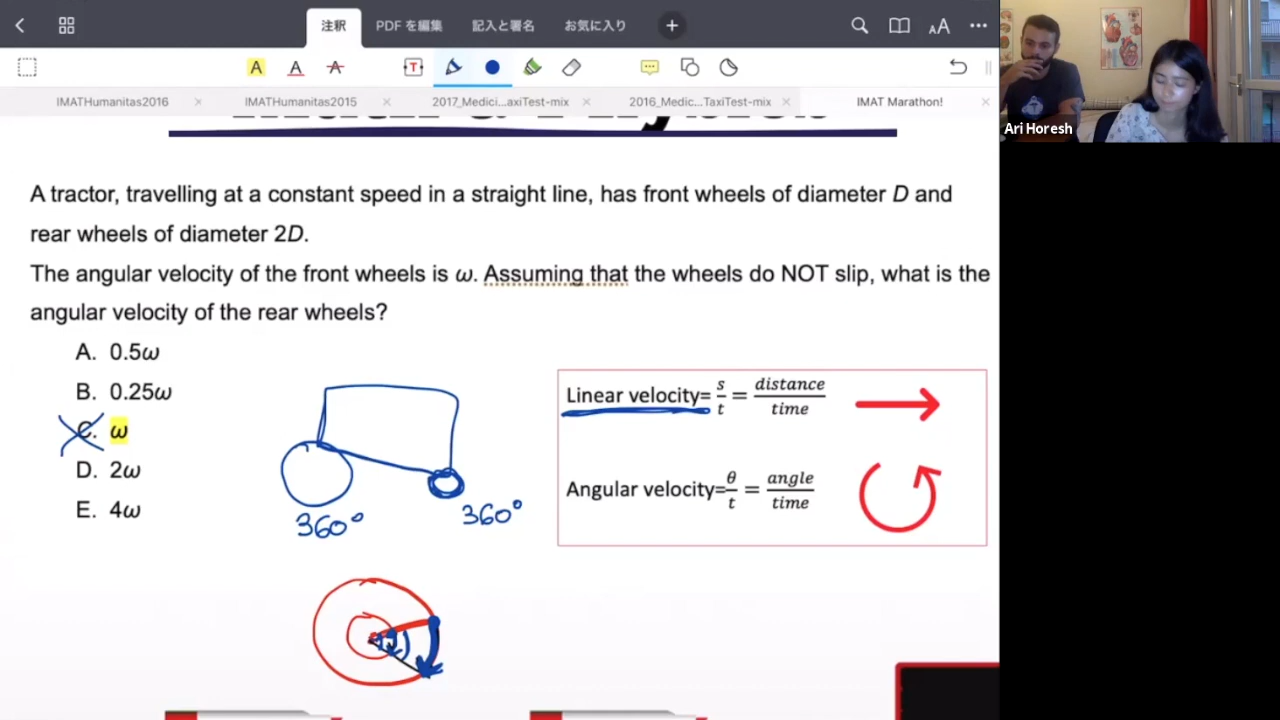 注釈
PDF を編集
記入と署名
お気に入り
AA
T
A
A
A
IMATHumanitas2016
IMATHumanitas2015
2017_Medici...axiTest-mix
2016_Medic...TaxiTest-mix
IMAT Marathon!
Ari Horesh
A tractor, travelling at a constant speed in a straight line, has front wheels of diameter D and
rear wheels of diameter 2D.
The angular velocity of the front wheels is ω. Assuming that the wheels do NOT slip, what is the
angular velocity of the rear wheels?
A. 0.5ω
B. 0.25ω
C. ω
D. 2ω
E. 4ω
360°
360°
Linear velocity= s/t = distance/time
Angular velocity= θ/t = angle/time